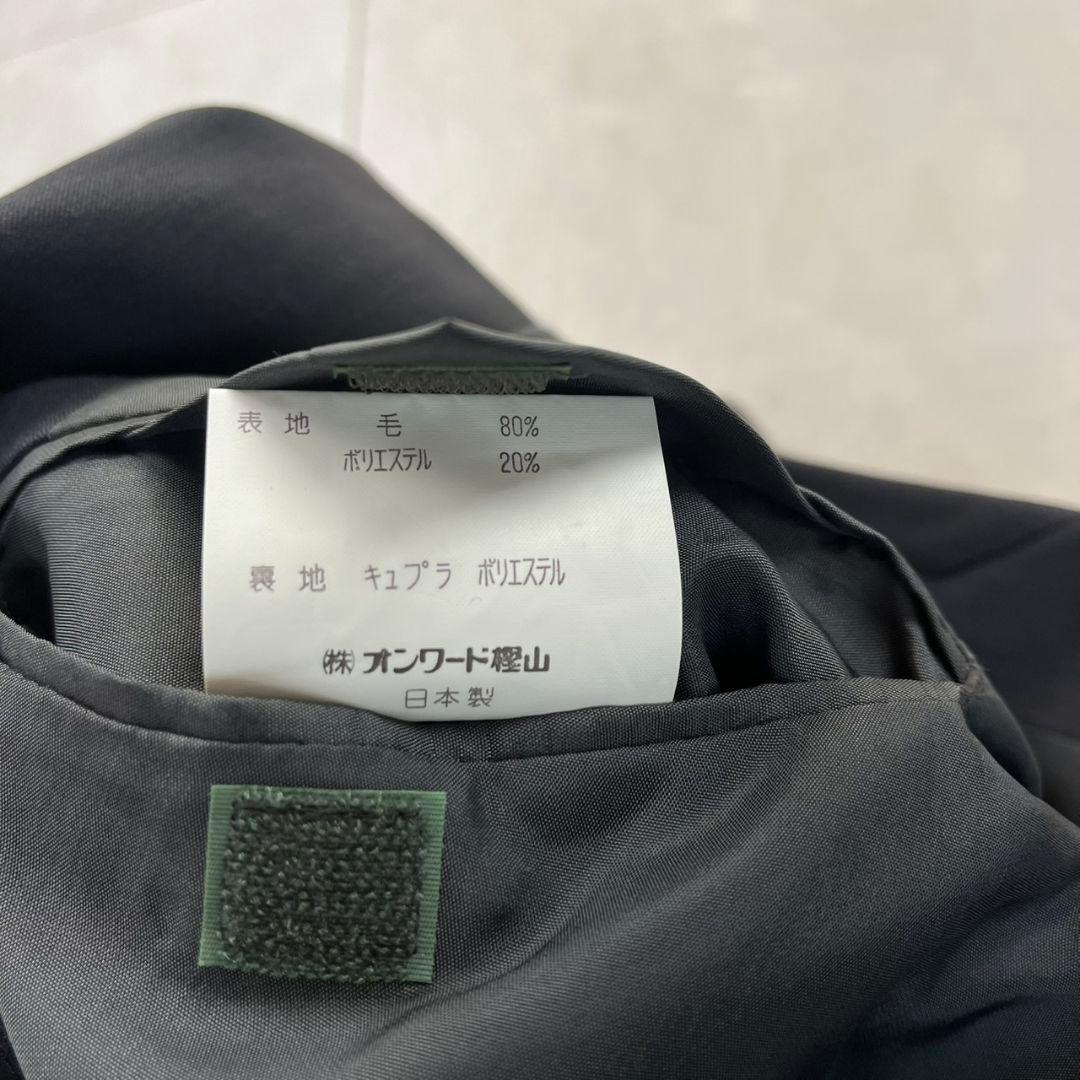 表地 毛 80%
ポリエステル 20%
裏地 キュプラ ポリエステル
㈱オンワード樫山
日本製